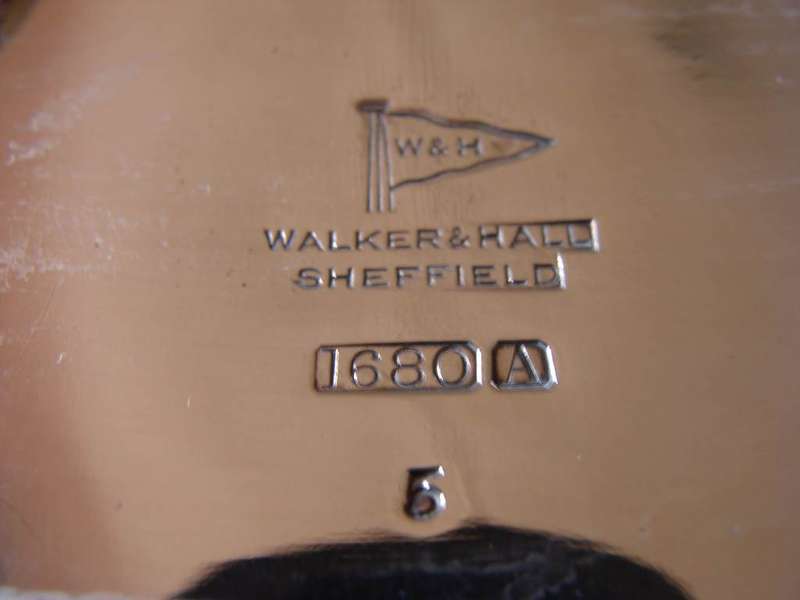 W & H
WALKER & HALL
SHEFFIELD
1680 A
5